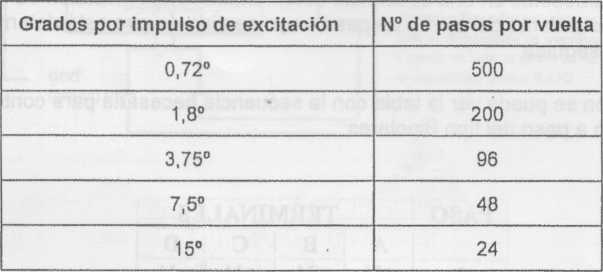 Grados por impulso de excitación Nº de pasos por vuelta
0,72º 500
1,8º 200
3,75º 96
7,5º 48
15º 24